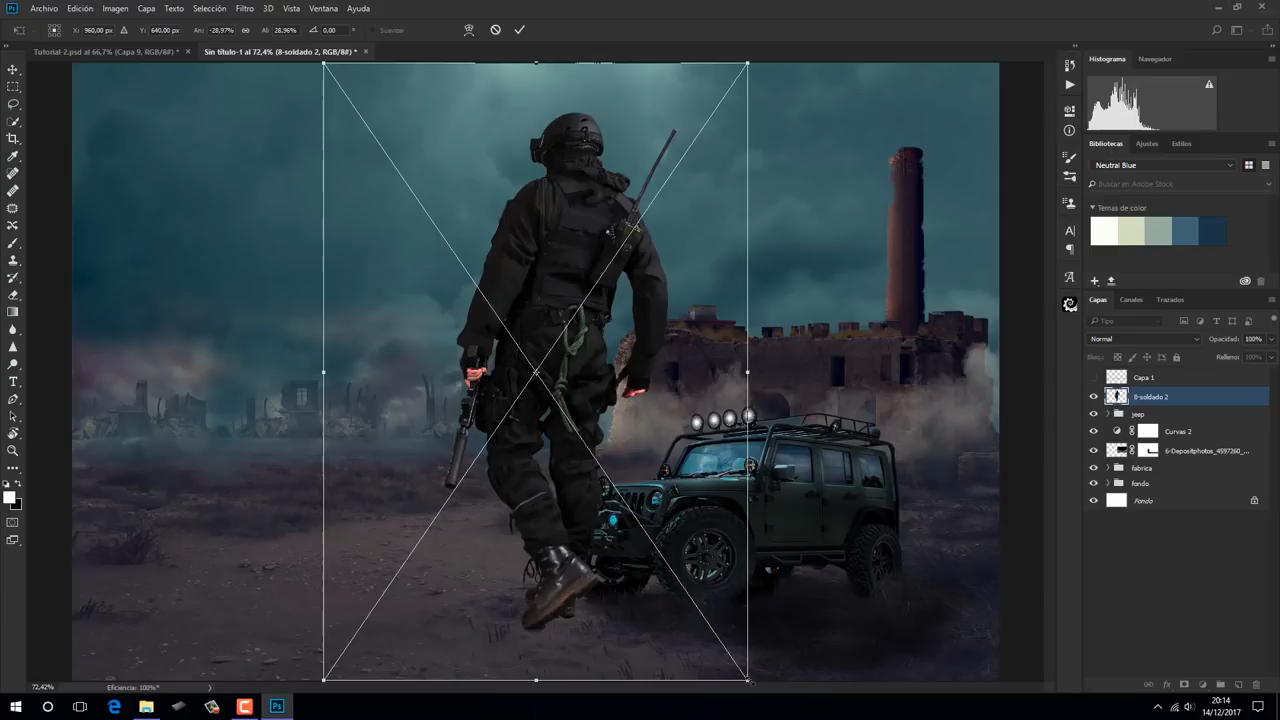 Ps Archivo Edición Imagen Capa Texto Selección Filtro 3D Vista Ventana Ayuda
X: 960,00 px Y: 640,00 px An: -28,97% Al: 28,96% 0,00 ° Suavizar
Tutorial-2.psd al 66,7% (Capa 9, RGB/8#) * × Sin título-1 al 72,4% (8-soldado 2, RGB/8#) * ×
Histograma Navegador
Bibliotecas Ajustes Estilos
Neutral Blue
Buscar en Adobe Stock
Temas de color
Capas Canales Trazados
Tipo
Normal Opacidad: 100%
Bloq.: Relleno: 100%
Capa 1
8-soldado 2
jeep
Curvas 2
6-Depositphotos_4597260_...
fabrica
fondo
Fondo
72,42% Eficiencia: 100%*
Ps
20:14
14/12/2017